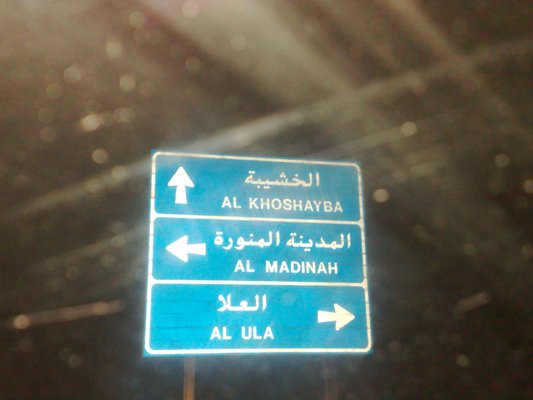 الخشيبة
AL KHOSHAYBA
المدينة المنورة
AL MADINAH
العلا
AL ULA